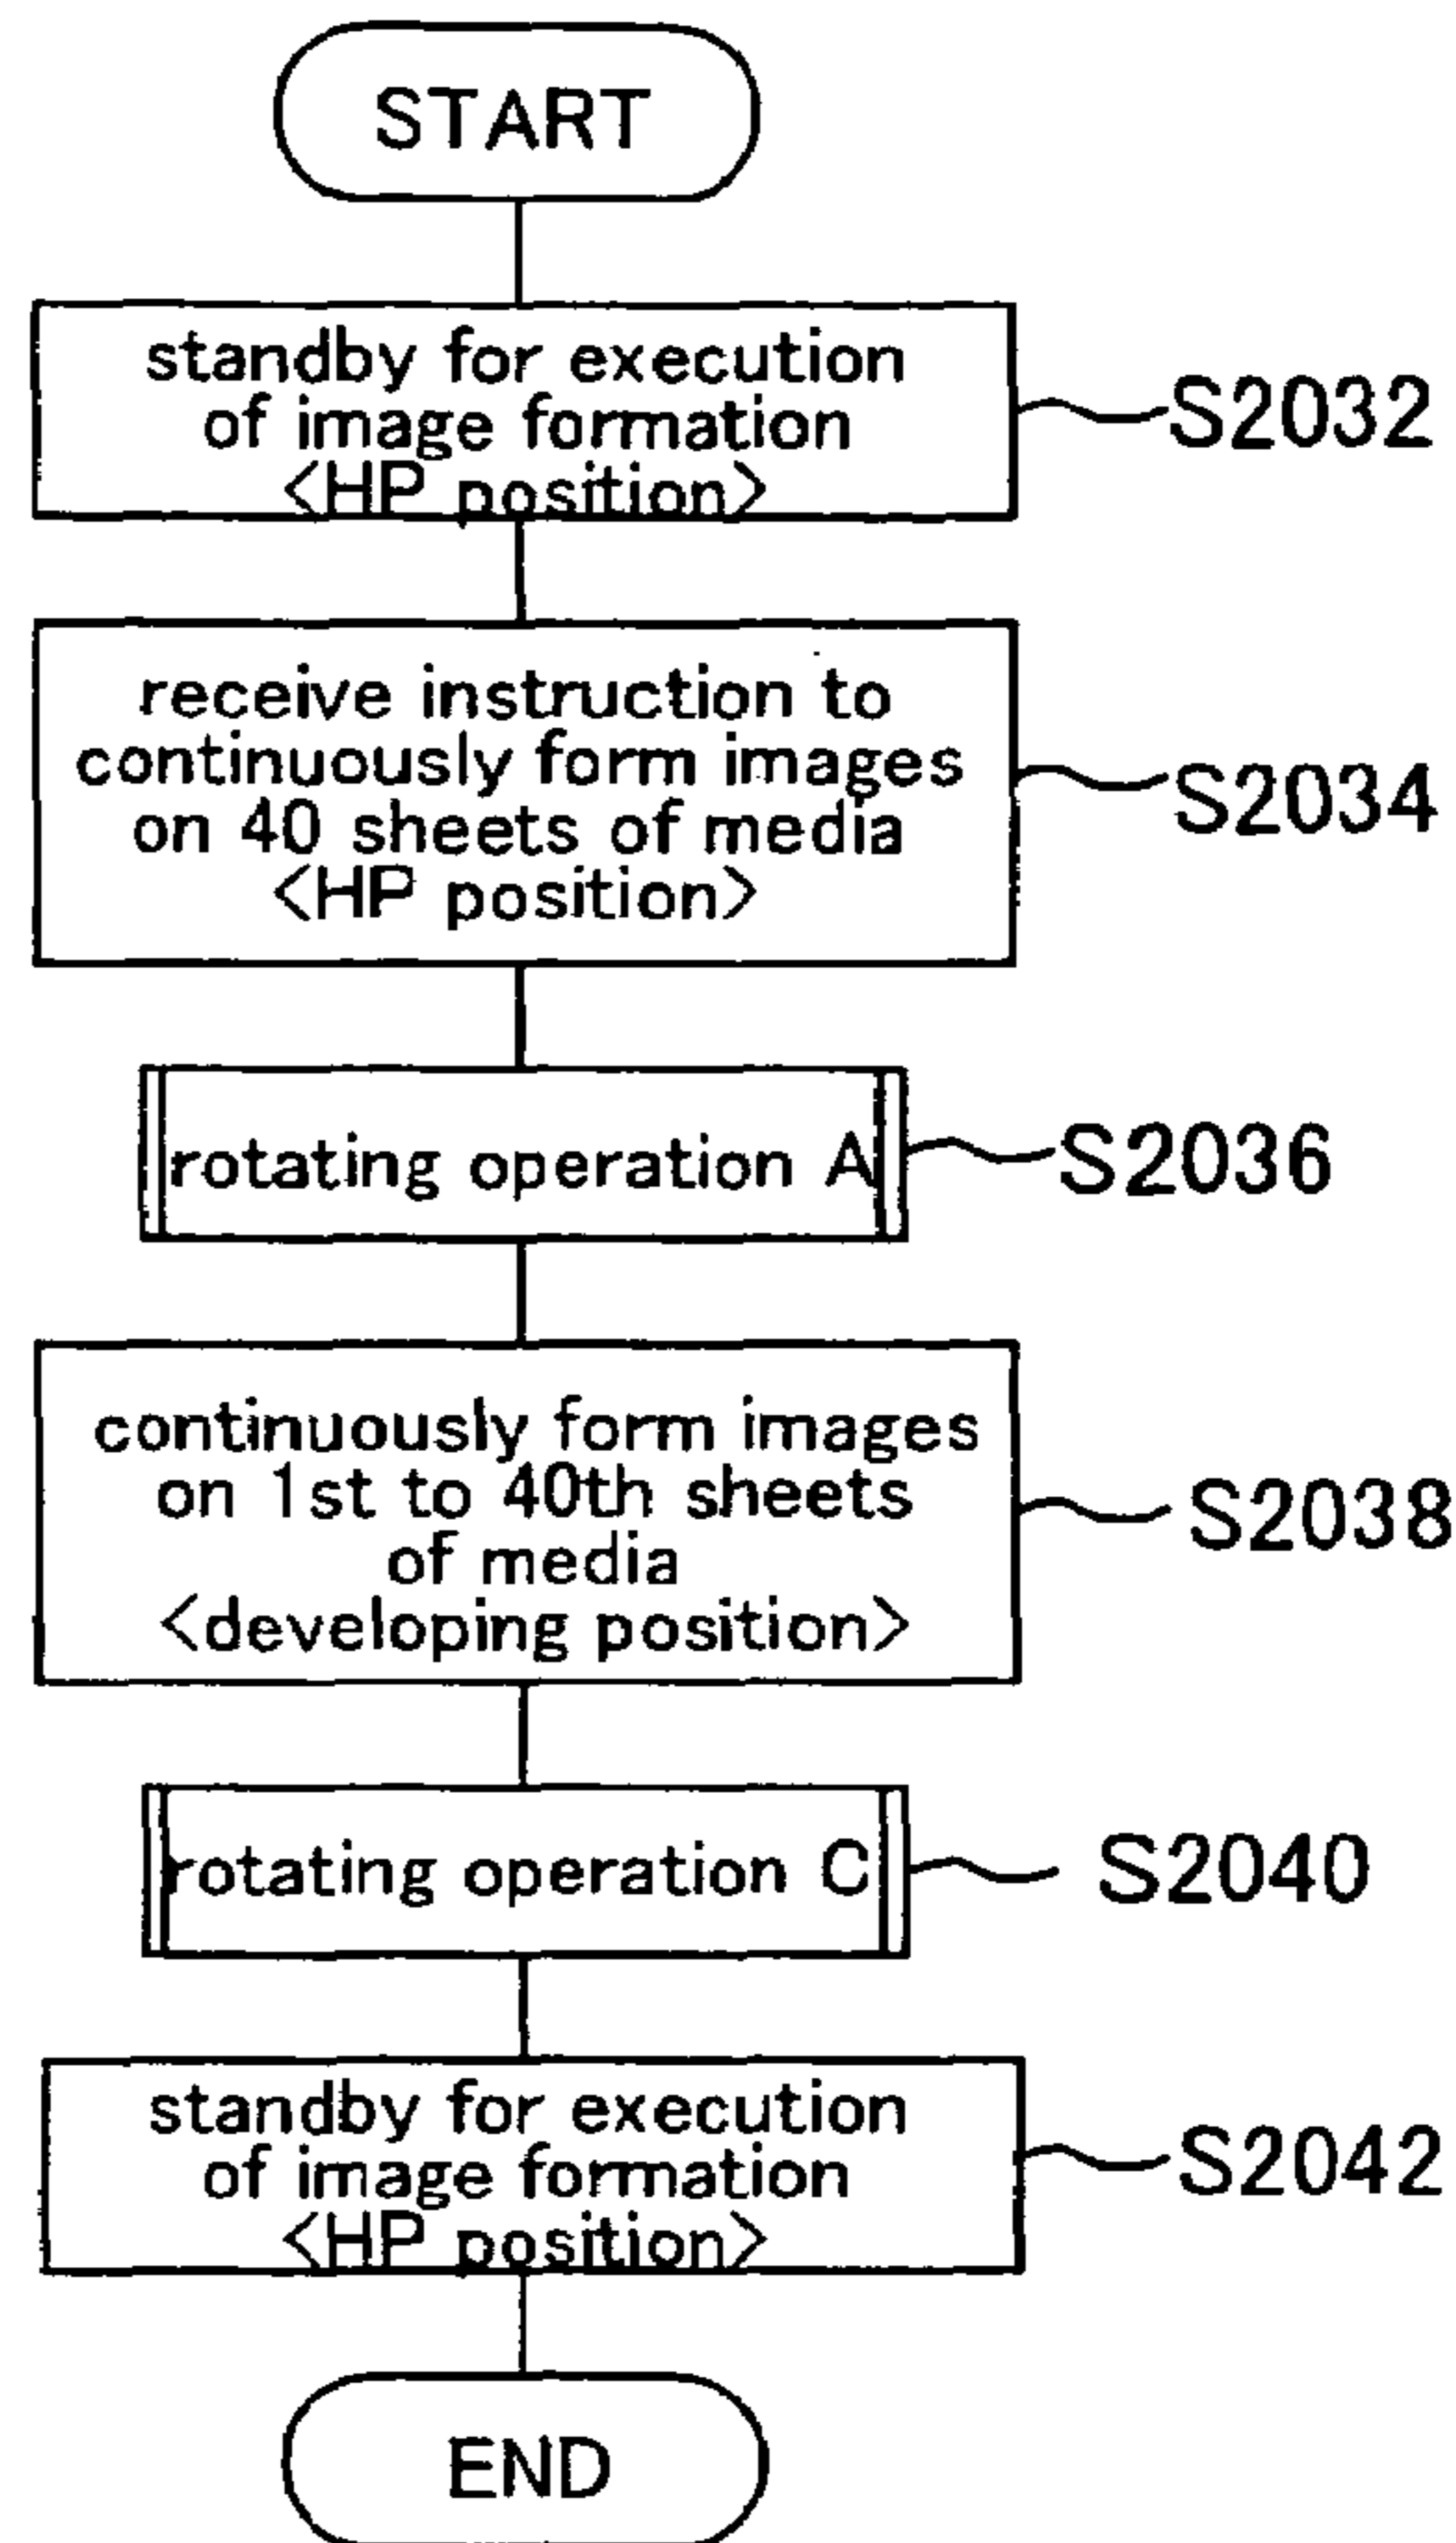 START
standby for execution
of image formation
<HP position>
S2032
receive instruction to
continuously form images
on 40 sheets of media
<HP position>
S2034
rotating operation A
S2036
continuously form images
on 1st to 40th sheets
of media
<developing position>
S2038
rotating operation C
S2040
standby for execution
of image formation
<HP position>
S2042
END